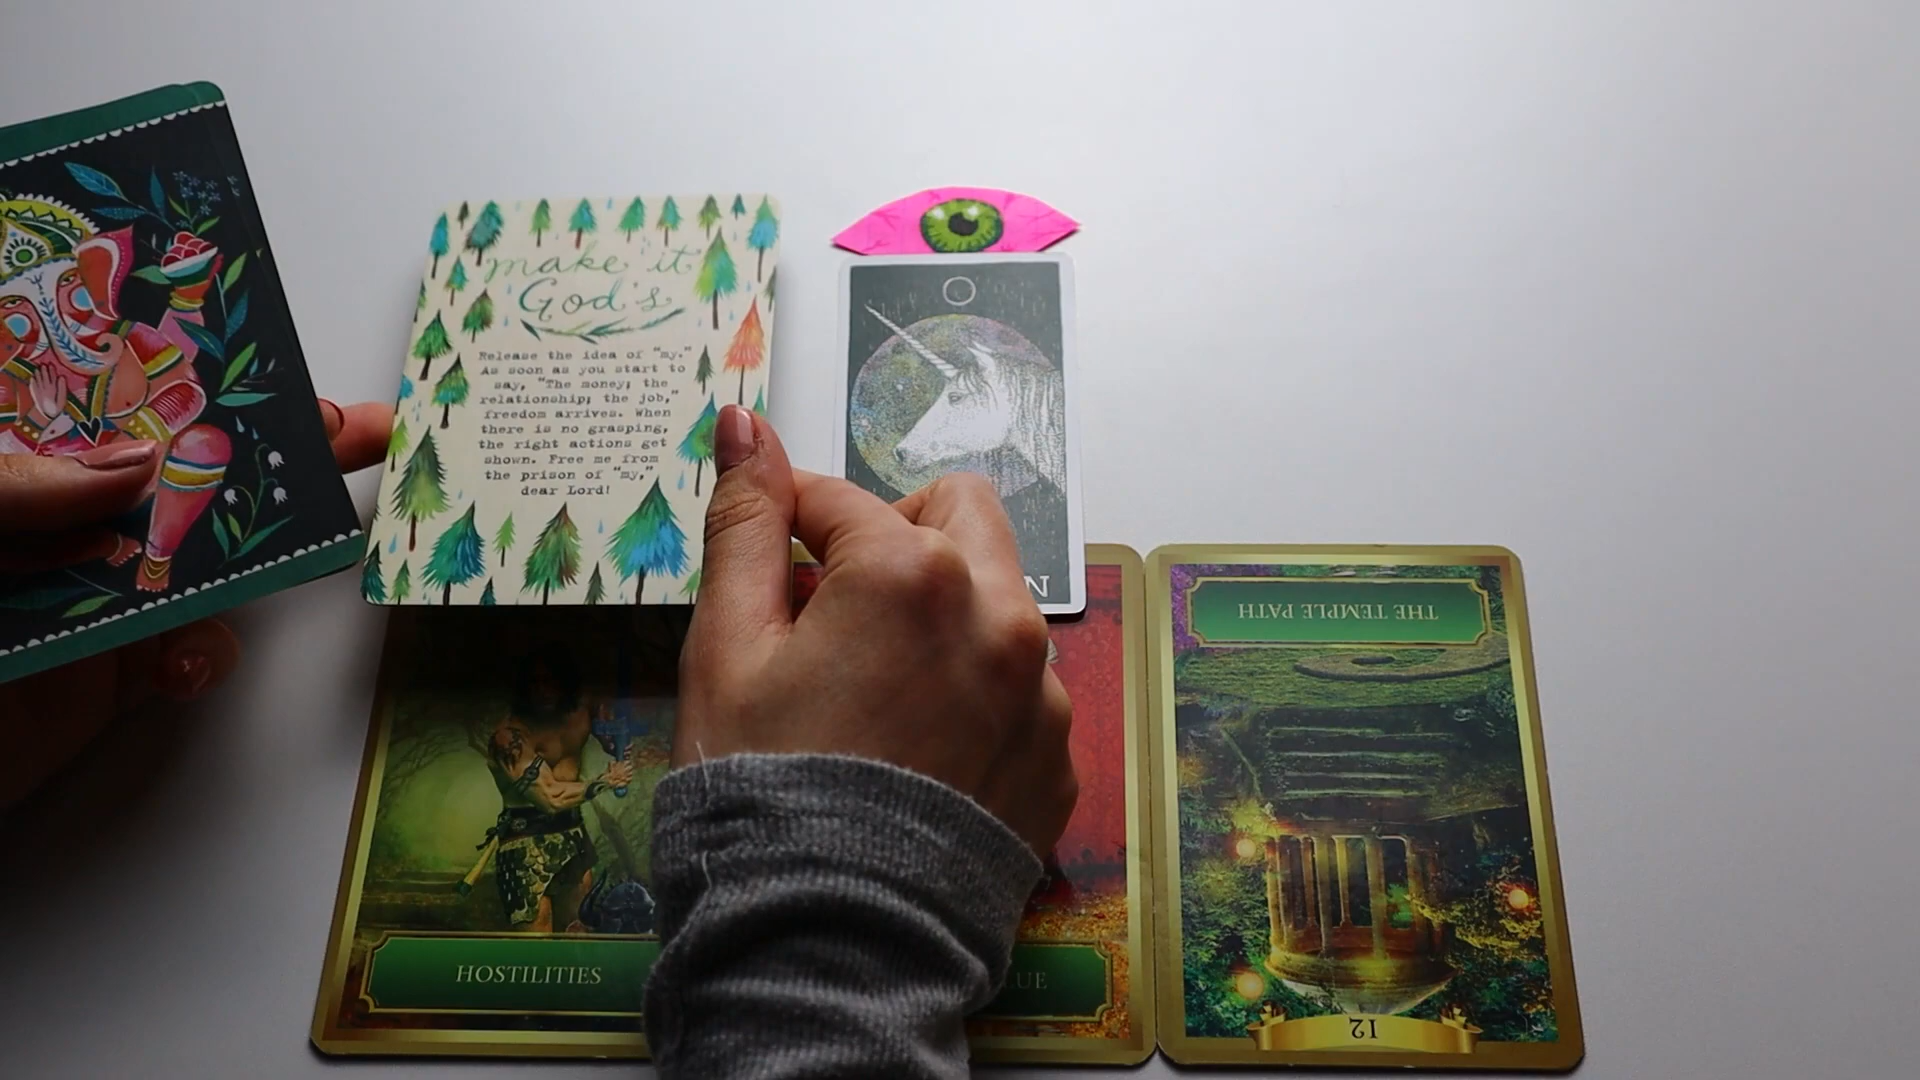 make it
God's
Release the idea of "my."
As soon as you start to
say, "The money; the
relationship; the job,"
freedom arrives. When
there is no grasping,
the right actions get
shown. Free me from
the prison of "my,"
dear Lord!
THE TEMPLE PATH
12
HOSTILITIES